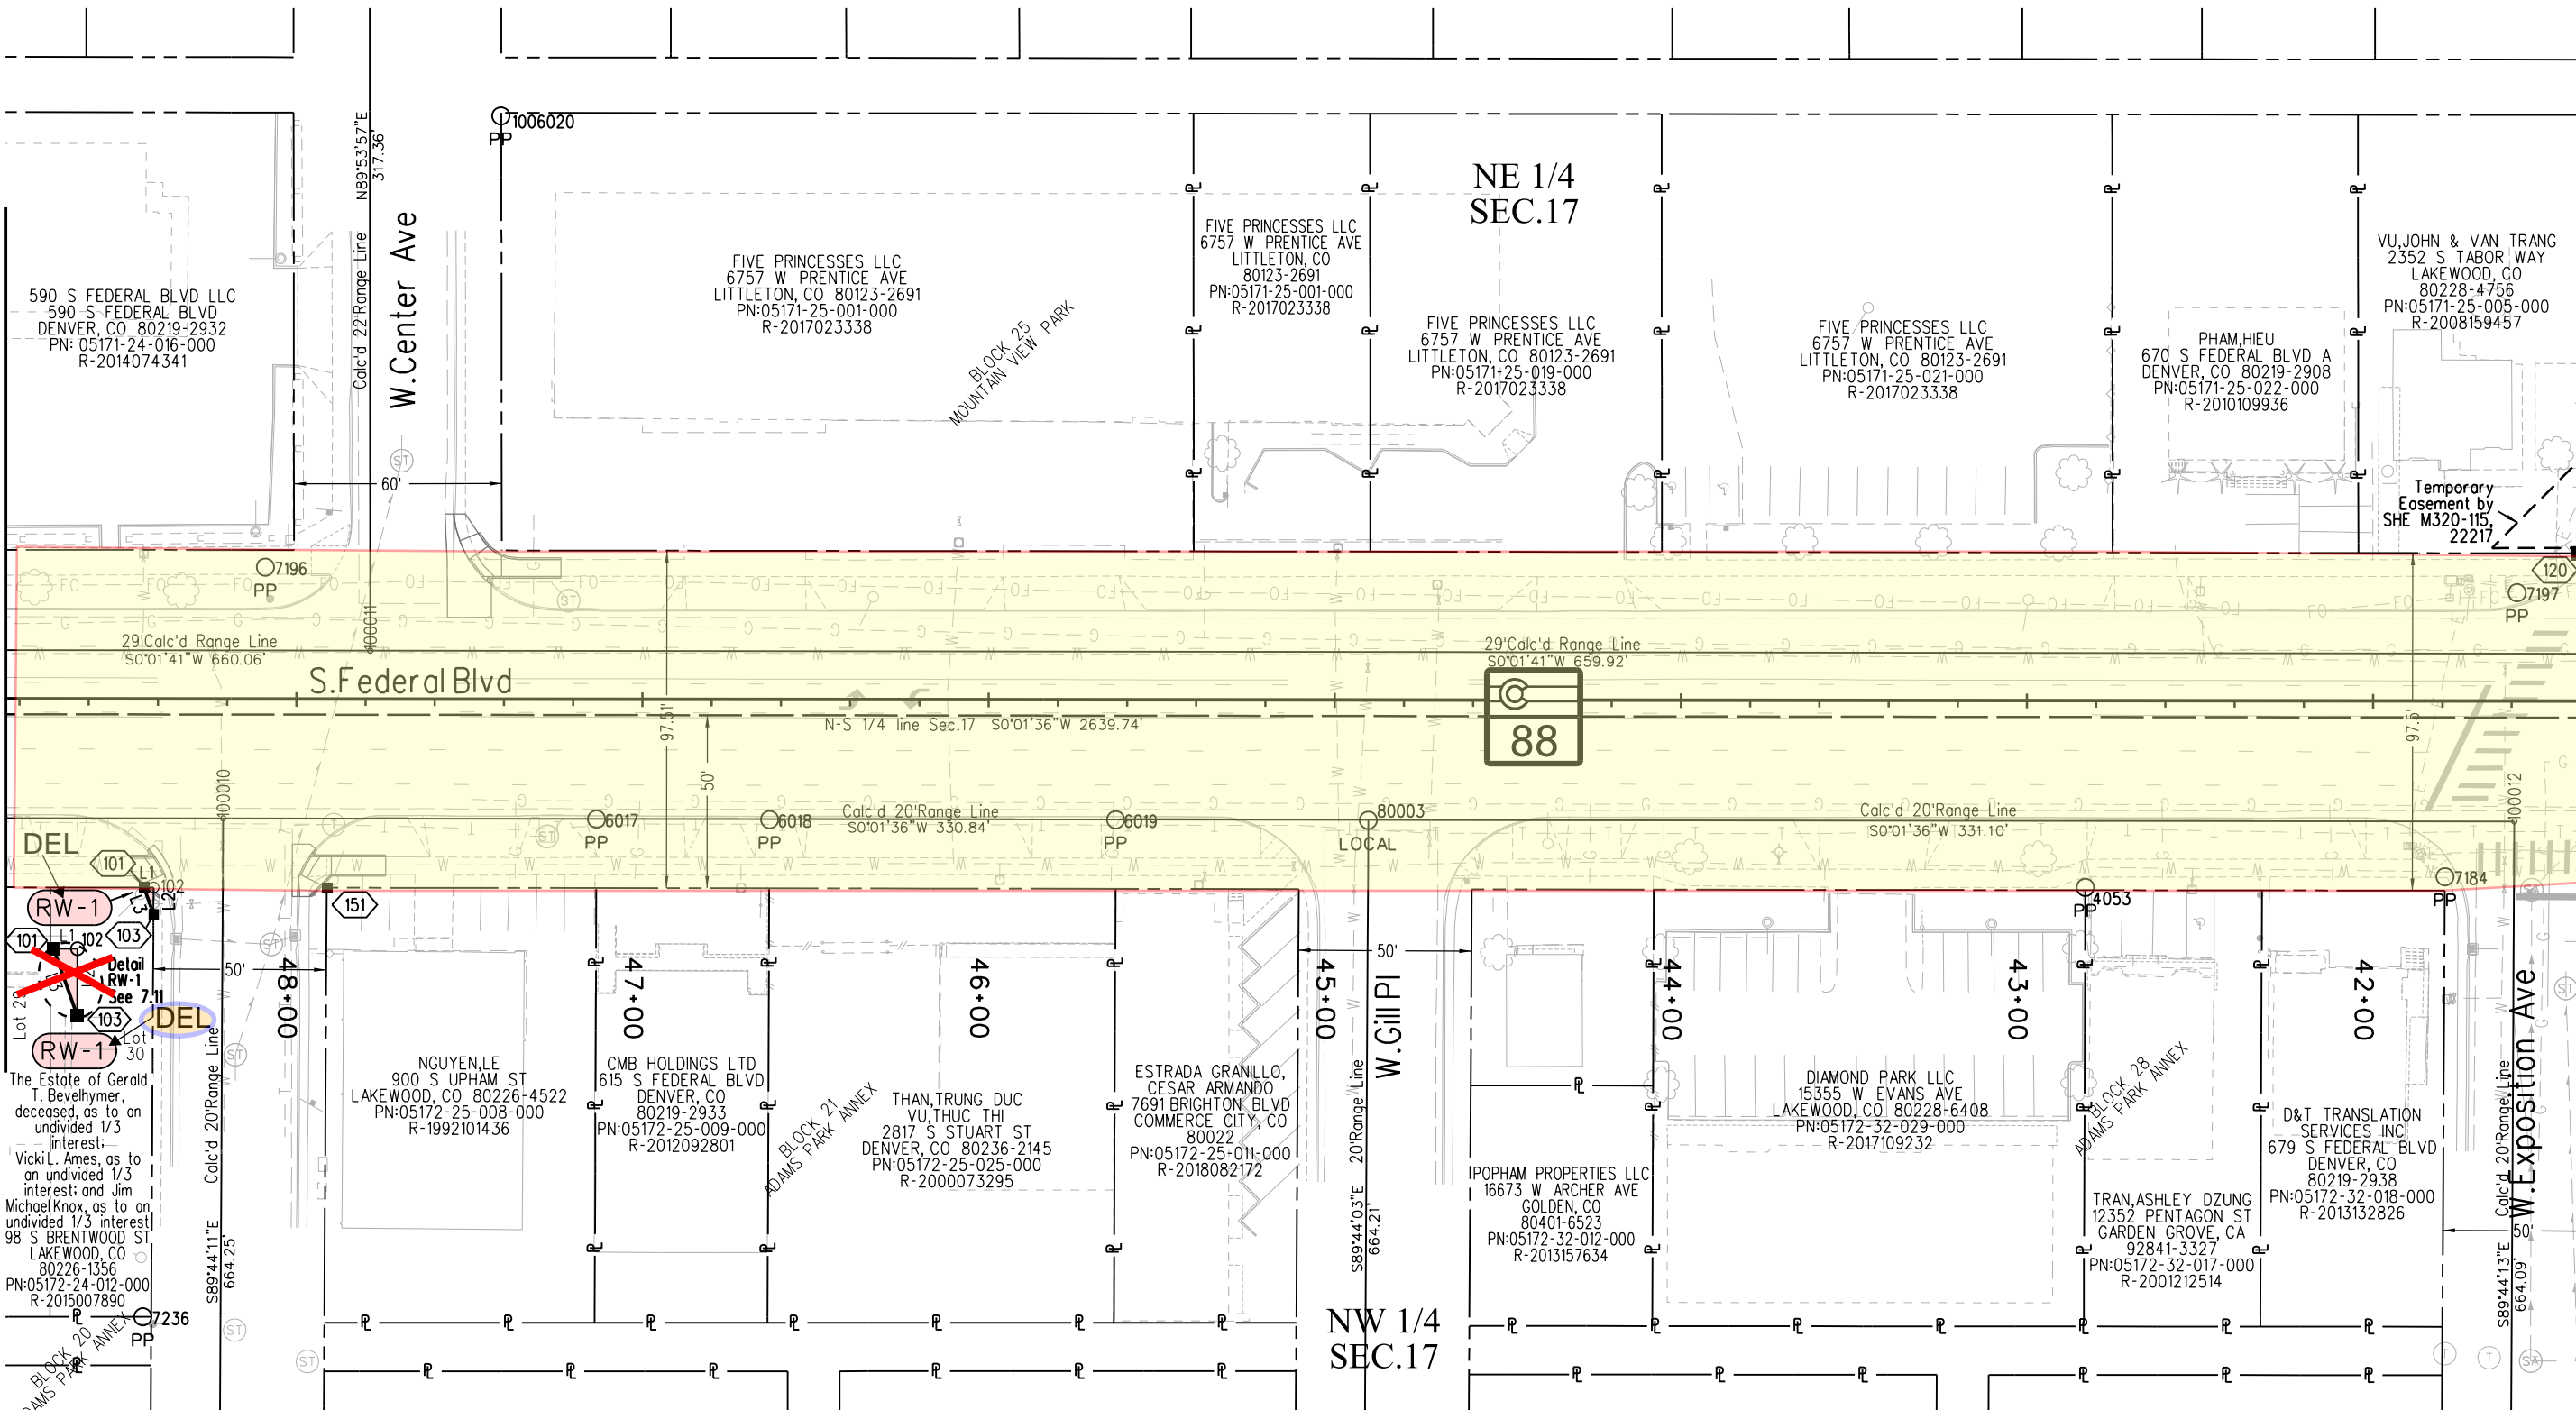 1006020
PP
N89°53'57"E
317.36'
Calc'd 22'Range Line
W.Center Ave
NE 1/4
SEC.17
590 S FEDERAL BLVD LLC
590 S FEDERAL BLVD
DENVER, CO 80219-2932
PN: 05171-24-016-000
R-2014074341
FIVE PRINCESSES LLC
6757 W PRENTICE AVE
LITTLETON, CO 80123-2691
PN:05171-25-001-000
R-2017023338
BLOCK 25
MOUNTAIN VIEW PARK
FIVE PRINCESSES LLC
6757 W PRENTICE AVE
LITTLETON, CO
80123-2691
PN:05171-25-001-000
R-2017023338
FIVE PRINCESSES LLC
6757 W PRENTICE AVE
LITTLETON, CO 80123-2691
PN:05171-25-019-000
R-2017023338
FIVE PRINCESSES LLC
6757 W PRENTICE AVE
LITTLETON, CO 80123-2691
PN:05171-25-021-000
R-2017023338
PHAM,HIEU
670 S FEDERAL BLVD A
DENVER, CO 80219-2908
PN:05171-25-022-000
R-2010109936
VU,JOHN & VAN TRANG
2352 S TABOR WAY
LAKEWOOD, CO
80228-4756
PN:05171-25-005-000
R-2008159457
Temporary
Easement by
SHE M320-115,
22217
60'
ST
7196
PP
ST
120
7197
PP
100011
29'Calc'd Range Line
S0°01'41"W 660.06'
29'Calc'd Range Line
S0°01'41"W 659.92'
S.Federal Blvd
97.51'
N-S 1/4 line Sec.17 S0°01'36"W 2639.74'
C
88
97.5'
50'
100010
100012
6017
PP
6018
PP
Calc'd 20'Range Line
S0°01'36"W 330.84'
6019
PP
80003
LOCAL
Calc'd 20'Range Line
S0°01'36"W 331.10'
ST
DEL
101
L1
102
L2
L3
RW-1
103
151
4053
PP
7184
PP
101
L1
102
Detail
RW-1
See 7.11
103
DEL
RW-1
Lot 29
Lot
30
50'
50'
48+00
47+00
46+00
45+00
44+00
43+00
42+00
W.Gill Pl
W.Exposition Ave
The Estate of Gerald
T. Bevelhymer,
deceased, as to an
undivided 1/3
interest;
Vicki L. Ames, as to
an undivided 1/3
interest; and Jim
Michael Knox, as to an
undivided 1/3 interest
98 S BRENTWOOD ST
LAKEWOOD, CO
80226-1356
PN:05172-24-012-000
R-2015007890
Calc'd 20'Range Line
S89°44'11"E
664.25'
NGUYEN,LE
900 S UPHAM ST
LAKEWOOD, CO 80226-4522
PN:05172-25-008-000
R-1992101436
CMB HOLDINGS LTD
615 S FEDERAL BLVD
DENVER, CO
80219-2933
PN:05172-25-009-000
R-2012092801
BLOCK 21
ADAMS PARK ANNEX
THAN,TRUNG DUC
VU,THUC THI
2817 S STUART ST
DENVER, CO 80236-2145
PN:05172-25-025-000
R-2000073295
ESTRADA GRANILLO,
CESAR ARMANDO
7691 BRIGHTON BLVD
COMMERCE CITY, CO
80022
PN:05172-25-011-000
R-2018082172
20'Range Line
S89°44'03"E
664.21'
POPHAM PROPERTIES LLC
16673 W ARCHER AVE
GOLDEN, CO
80401-6523
PN:05172-32-012-000
R-2013157634
DIAMOND PARK LLC
15355 W EVANS AVE
LAKEWOOD, CO 80228-6408
PN:05172-32-029-000
R-2017109232
BLOCK 28
ADAMS PARK ANNEX
TRAN,ASHLEY DZUNG
12352 PENTAGON ST
GARDEN GROVE, CA
92841-3327
PN:05172-32-017-000
R-2001212514
D&T TRANSLATION
SERVICES INC
679 S FEDERAL BLVD
DENVER, CO
80219-2938
PN:05172-32-018-000
R-2013132826
Calc'd 20'Range Line
S89°44'13"E
664.09'
50'
7236
PP
BLOCK 20
ADAMS PARK ANNEX
ST
ST
NW 1/4
SEC.17